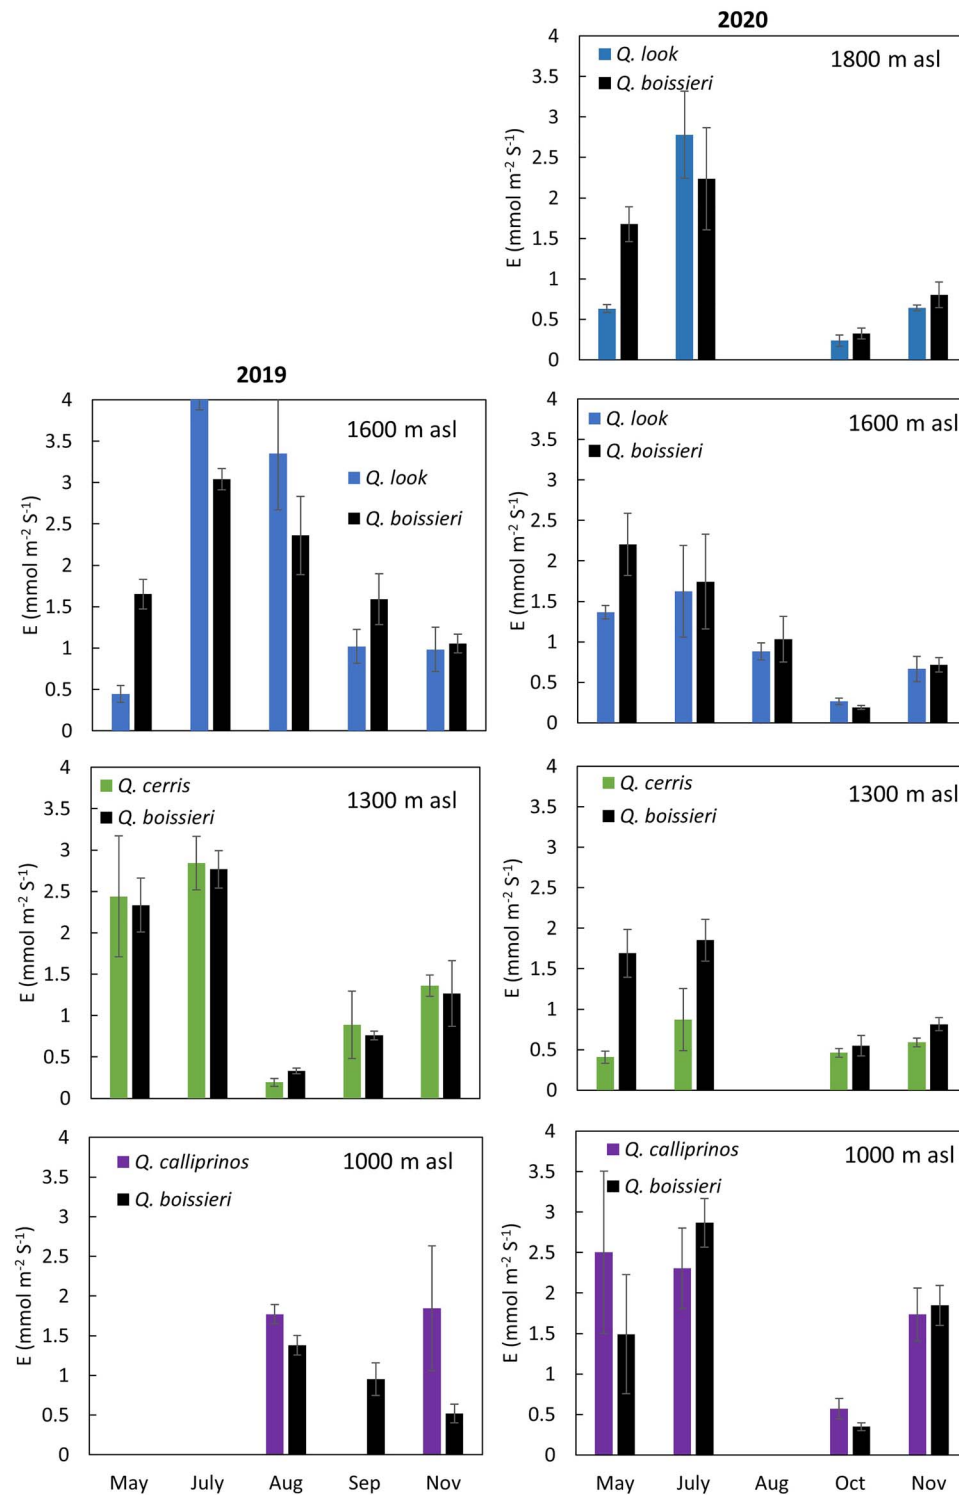 2020
4
3.5
3
2.5
2
1.5
1
0.5
0
E (mmol m⁻² S⁻¹)
Q. look
Q. boissieri
1800 m asl
2019
4
3.5
3
2.5
2
1.5
1
0.5
0
E (mmol m⁻² S⁻¹)
1600 m asl
Q. look
Q. boissieri
4
3.5
3
2.5
2
1.5
1
0.5
0
E (mmol m⁻² S⁻¹)
Q. look
Q. boissieri
1600 m asl
4
3.5
3
2.5
2
1.5
1
0.5
0
E (mmol m⁻² S⁻¹)
Q. cerris
Q. boissieri
1300 m asl
4
3.5
3
2.5
2
1.5
1
0.5
0
E (mmol m⁻² S⁻¹)
Q. cerris
Q. boissieri
1300 m asl
4
3.5
3
2.5
2
1.5
1
0.5
0
E (mmol m⁻² S⁻¹)
Q. calliprinos
Q. boissieri
1000 m asl
May July Aug Sep Nov
4
3.5
3
2.5
2
1.5
1
0.5
0
E (mmol m⁻² S⁻¹)
Q. calliprinos
Q. boissieri
1000 m asl
May July Aug Oct Nov